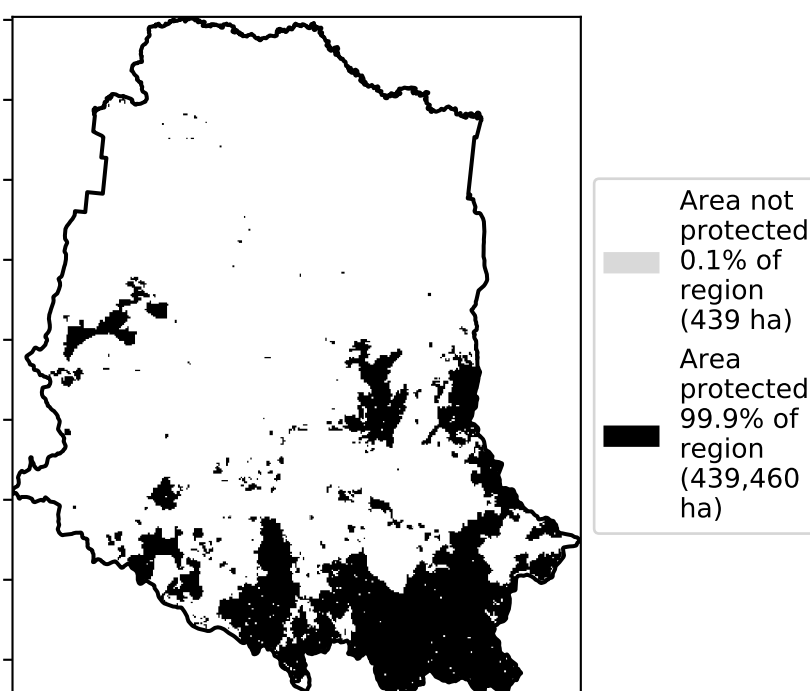 Area not
protected
0.1% of
region
(439 ha)
Area
protected
99.9% of
region
(439,460
ha)